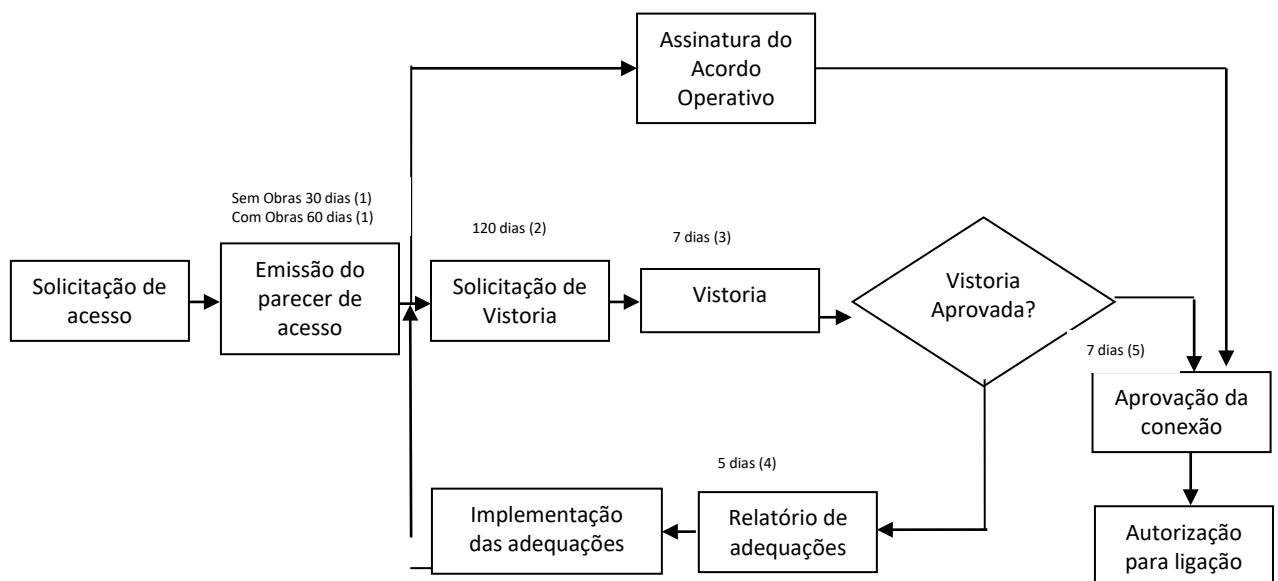 Assinatura do
Acordo
Operativo
Sem Obras 30 dias (1)
Com Obras 60 dias (1)
120 dias (2)
7 dias (3)
Solicitação de
acesso
Emissão do
parecer de
acesso
Solicitação de
Vistoria
Vistoria
Vistoria
Aprovada?
7 dias (5)
Aprovação da
conexão
5 dias (4)
Implementação
das adequações
Relatório de
adequações
Autorização
para ligação